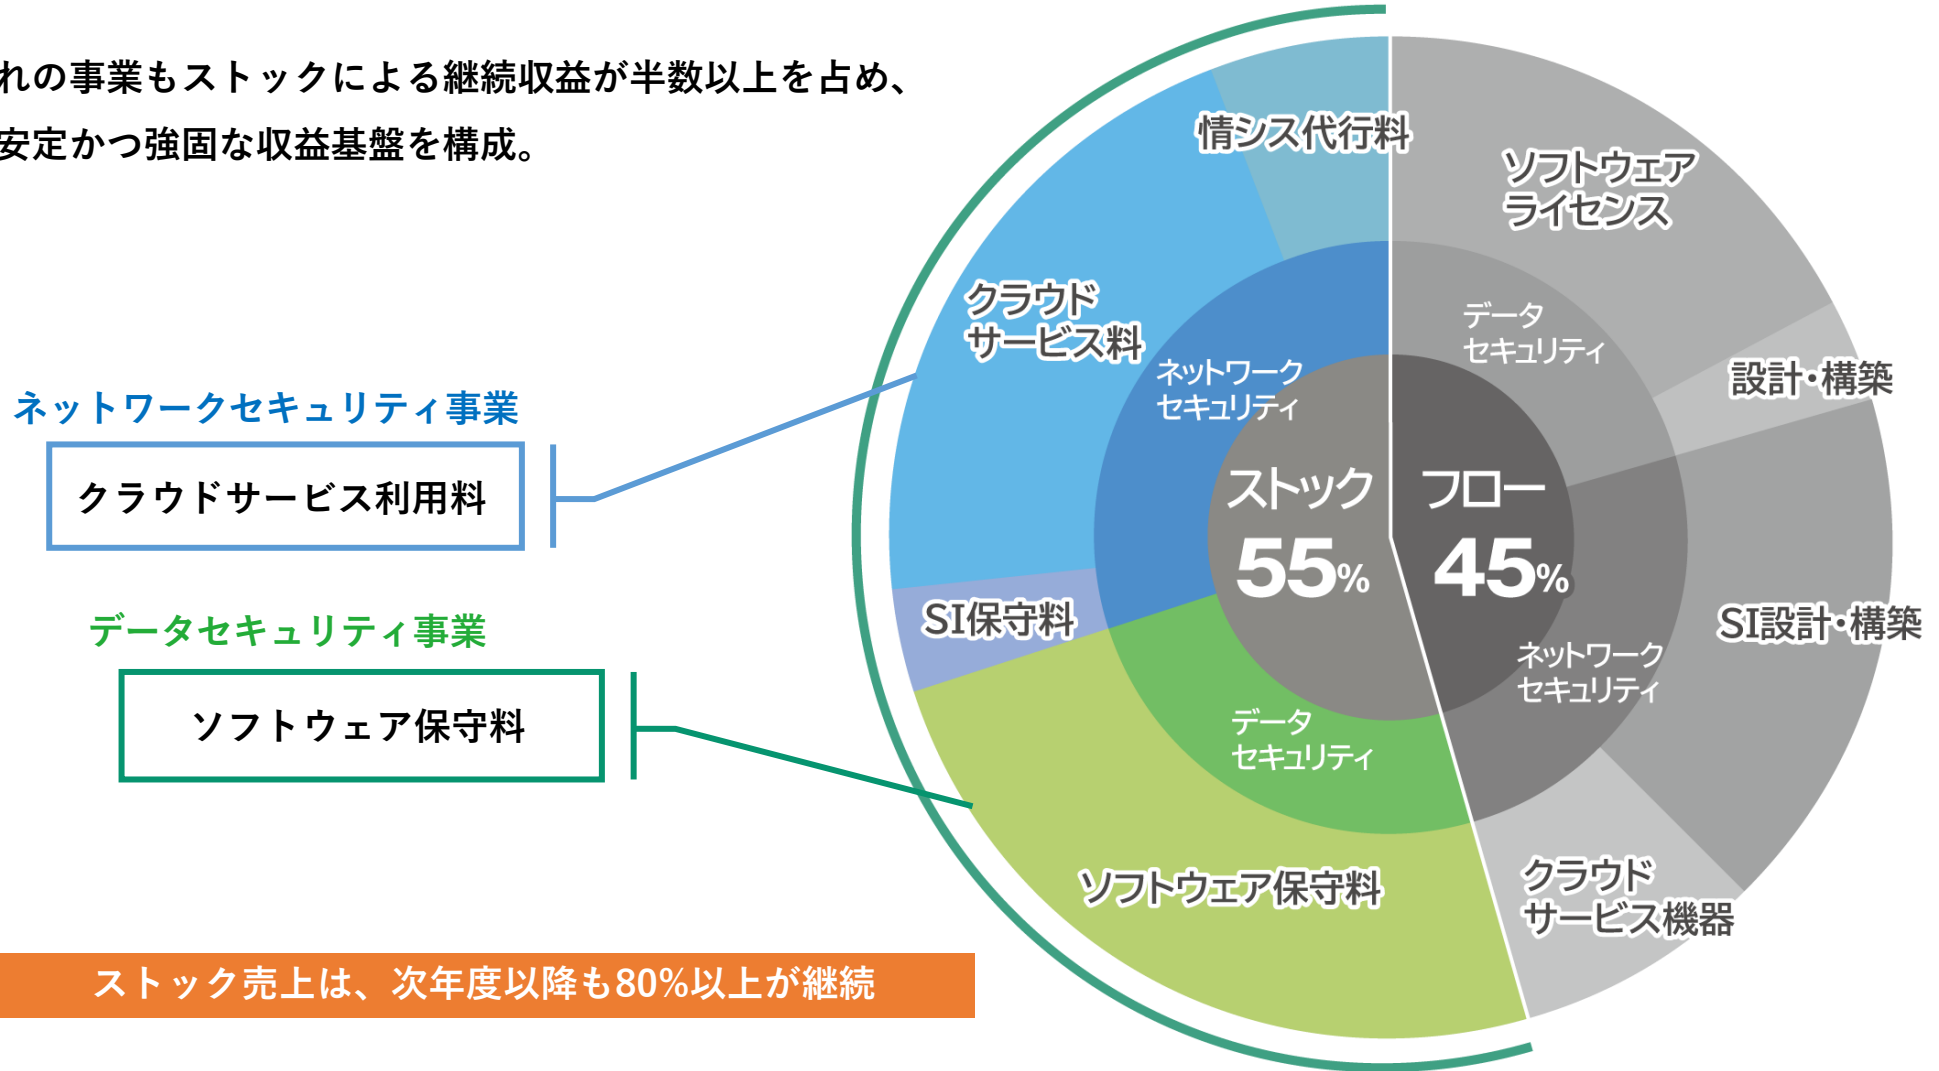 れの事業もストックによる継続収益が半数以上を占め、
安定かつ強固な収益基盤を構成。
ネットワークセキュリティ事業
クラウドサービス利用料
データセキュリティ事業
ソフトウェア保守料
ストック売上は、次年度以降も80%以上が継続
情シス代行料
ソフトウェア
ライセンス
クラウド
サービス料
データ
セキュリティ
ネットワーク
セキュリティ
設計・構築
ストック
55%
フロー
45%
SI保守料
SI設計・構築
ネットワーク
セキュリティ
データ
セキュリティ
ソフトウェア保守料
クラウド
サービス機器